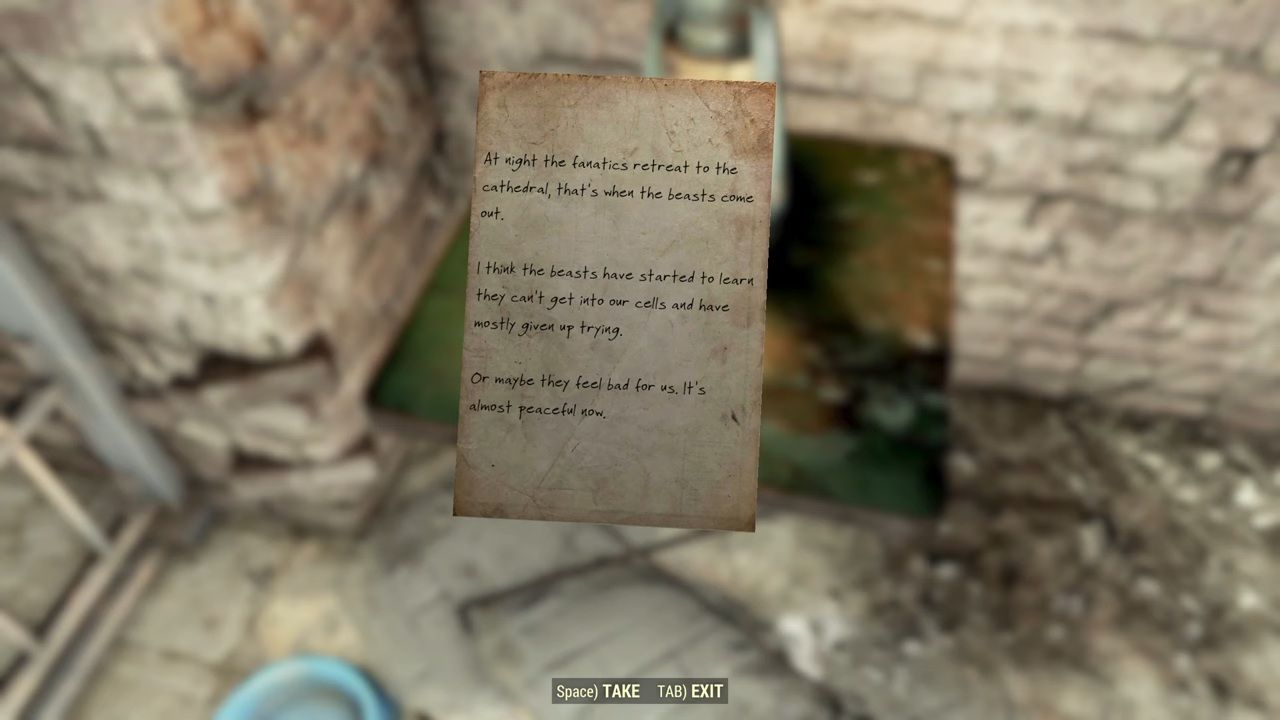 At night the fanatics retreat to the
cathedral, that's when the beasts come
out.
I think the beasts have started to learn
they can't get into our cells and have
mostly given up trying.
Or maybe they feel bad for us. It's
almost peaceful now.
Space) TAKE TAB) EXIT